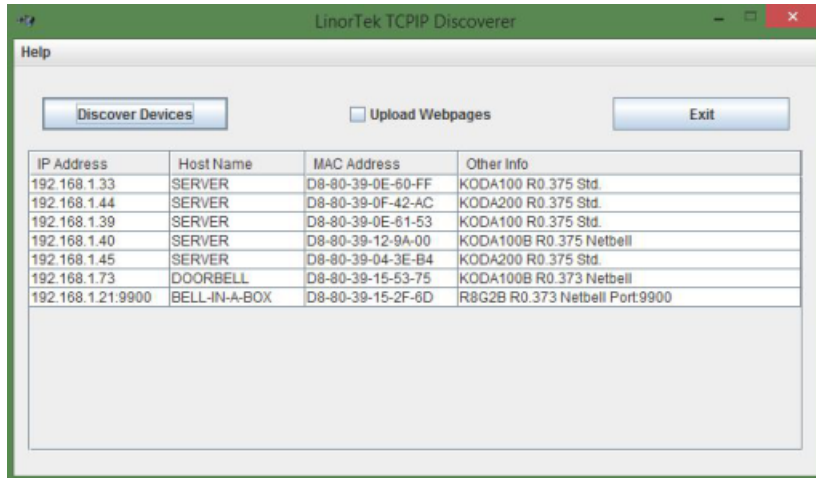 LinorTek TCPIP Discoverer
Help
Discover Devices Upload Webpages Exit
IP Address Host Name MAC Address Other Info
192.168.1.33 SERVER D8-80-39-0E-60-FF KODA100 R0.375 Std.
192.168.1.44 SERVER D8-80-39-0F-42-AC KODA200 R0.375 Std.
192.168.1.39 SERVER D8-80-39-0E-61-53 KODA100 R0.375 Std.
192.168.1.40 SERVER D8-80-39-12-9A-00 KODA100B R0.375 Netbell
192.168.1.45 SERVER D8-80-39-04-3E-B4 KODA200 R0.375 Std.
192.168.1.73 DOORBELL D8-80-39-15-53-75 KODA100B R0.373 Netbell
192.168.1.21:9900 BELL-IN-A-BOX D8-80-39-15-2F-6D R8G2B R0.373 Netbell Port:9900